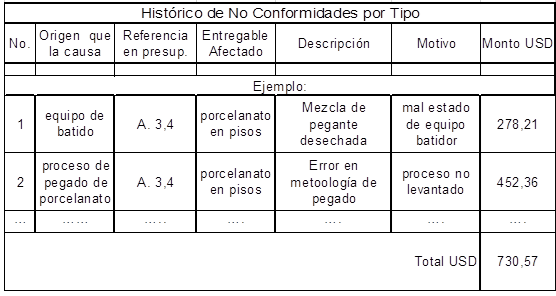 Histórico de No Conformidades por Tipo
No. Origen que la causa Referencia en presup. Entregable Afectado Descripción Motivo Monto USD
Ejemplo:
1 equipo de batido A. 3,4 porcelanato en pisos Mezcla de pegante desechada mal estado de equipo batidor 278,21
2 proceso de pegado de porcelanato A. 3,4 porcelanato en pisos Error en metoología de pegado proceso no levantado 452,36
... ...... ..... .... .... .... ....
Total USD 730,57